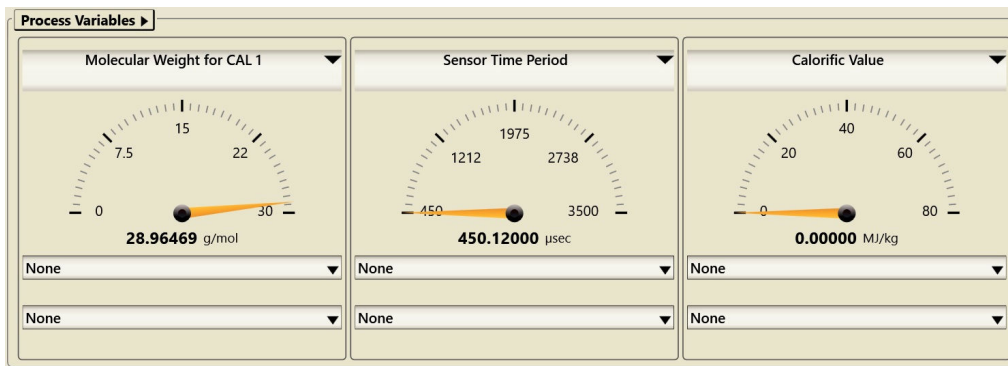 Process Variables ▶
Molecular Weight for CAL 1
15
7.5 22
0 30
28.96469 g/mol
None
None
Sensor Time Period
1975
1212 2738
450 3500
450.12000 µsec
None
None
Calorific Value
40
20 60
0 80
0.00000 MJ/kg
None
None